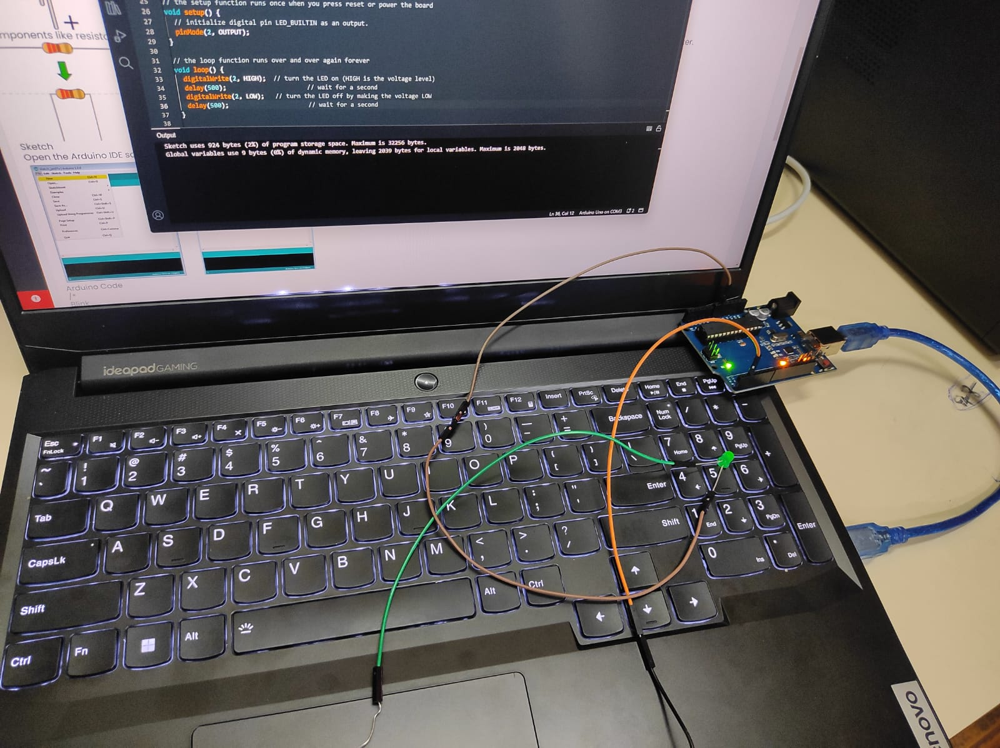 mponents like resisto
Sketch
Open the Arduino IDE so
Arduino Code
/*
Blink
er.
25 // the setup function runs once when you press reset or power the board
26 void setup() {
27 // initialize digital pin LED_BUILTIN as an output.
28 pinMode(2, OUTPUT);
29 }
30
31 // the loop function runs over and over again forever
32 void loop() {
33 digitalWrite(2, HIGH); // turn the LED on (HIGH is the voltage level)
34 delay(500); // wait for a second
35 digitalWrite(2, LOW); // turn the LED off by making the voltage LOW
36 delay(500); // wait for a second
37 }
38
Output
Sketch uses 924 bytes (2%) of program storage space. Maximum is 32256 bytes.
Global variables use 9 bytes (0%) of dynamic memory, leaving 2039 bytes for local variables. Maximum is 2048 bytes.
Ln 36, Col 12 Arduino Uno on COM3 2
ideapad GAMING
Esc FnLock F1 F2 F3 F4 F5 F6 F7 F8 F9 F10 F11 F12 Insert PrtSc Delete Home End PgUp
~ ! 1 @ 2 # 3 $ 4 % 5 ^ 6 & 7 * 8 9 ) 0 — - + = Backspace Num Lock / * -
Tab Q W E R T Y U I O P { [ } ] | \ 7 Home 8 9 PgUp +
CapsLk A S D F G H J K L : ; " ' Enter 4 5 6
Shift Z X C V B N M < , > . ? / Shift 1 End 2 3 PgDn Enter
Ctrl Fn Alt Alt Ctrl 0 Ins . Del
novo